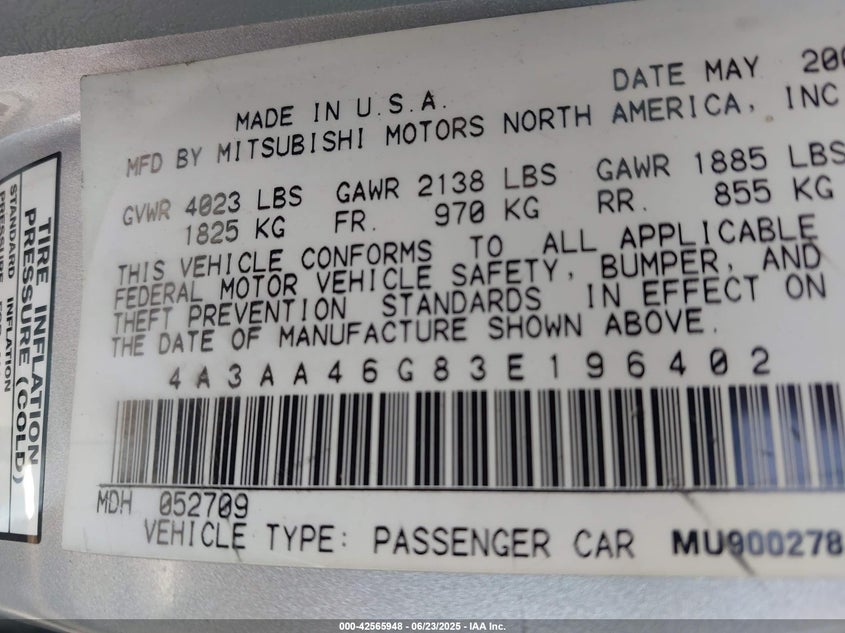 DATE MAY 200
MADE IN U.S.A.
MFD BY MITSUBISHI MOTORS NORTH AMERICA, INC
GVWR 4023 LBS GAWR 2138 LBS GAWR 1885 LBS
1825 KG FR. 970 KG RR. 855 KG
THIS VEHICLE CONFORMS TO ALL APPLICABLE
FEDERAL MOTOR VEHICLE SAFETY, BUMPER, AND
THEFT PREVENTION STANDARDS IN EFFECT ON
THE DATE OF MANUFACTURE SHOWN ABOVE.
4A3AA46G83E196402
MDH 052709
VEHICLE TYPE: PASSENGER CAR MU900278
TIRE INFLATION
PRESSURE (COLD)
STANDARD INFLATION
PRESSURE
000-42565948 - 06/23/2025 - IAA Inc.